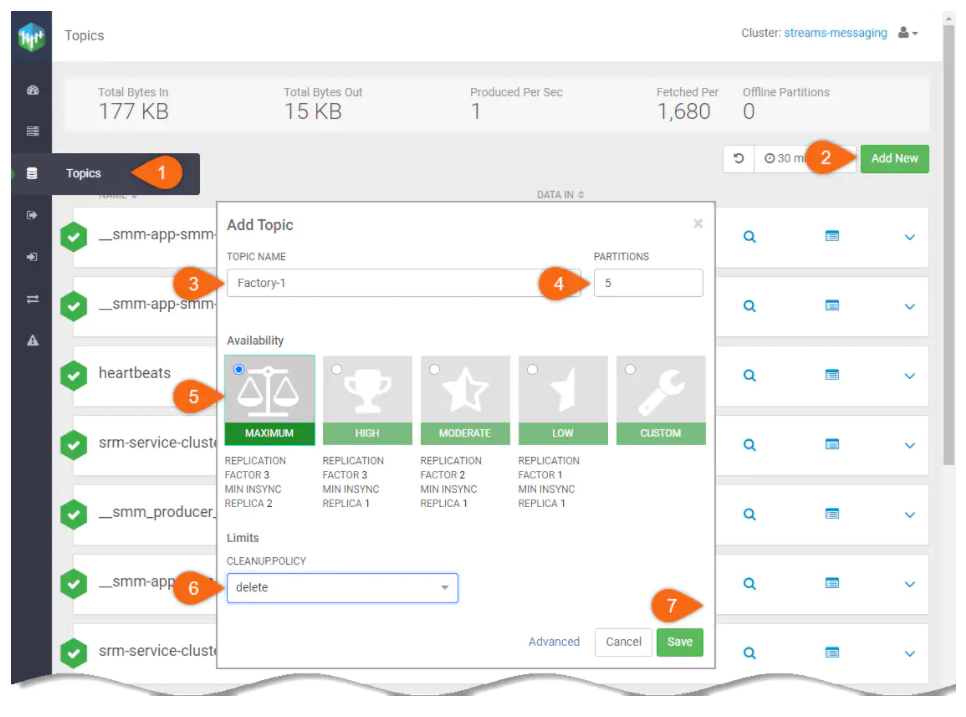 Topics
Cluster: streams-messaging
Total Bytes In
Total Bytes Out
Produced Per Sec
Fetched Per
Offline Partitions
177 KB
15 KB
1
1,680
0
Topics
1
30 m
2
Add New
NAME
DATA IN
Add Topic
×
__smm-app-smm-
TOPIC NAME
PARTITIONS
3
Factory-1
4
5
__smm-app-smm-
Availability
heartbeats
5
MAXIMUM
HIGH
MODERATE
LOW
CUSTOM
srm-service-cluste
REPLICATION
FACTOR 3
MIN INSYNC
REPLICA 2
REPLICATION
FACTOR 3
MIN INSYNC
REPLICA 1
REPLICATION
FACTOR 2
MIN INSYNC
REPLICA 1
REPLICATION
FACTOR 1
MIN INSYNC
REPLICA 1
__smm_producer_
Limits
CLEANUP.POLICY
__smm-app
6
delete
7
Advanced
Cancel
Save
srm-service-cluste